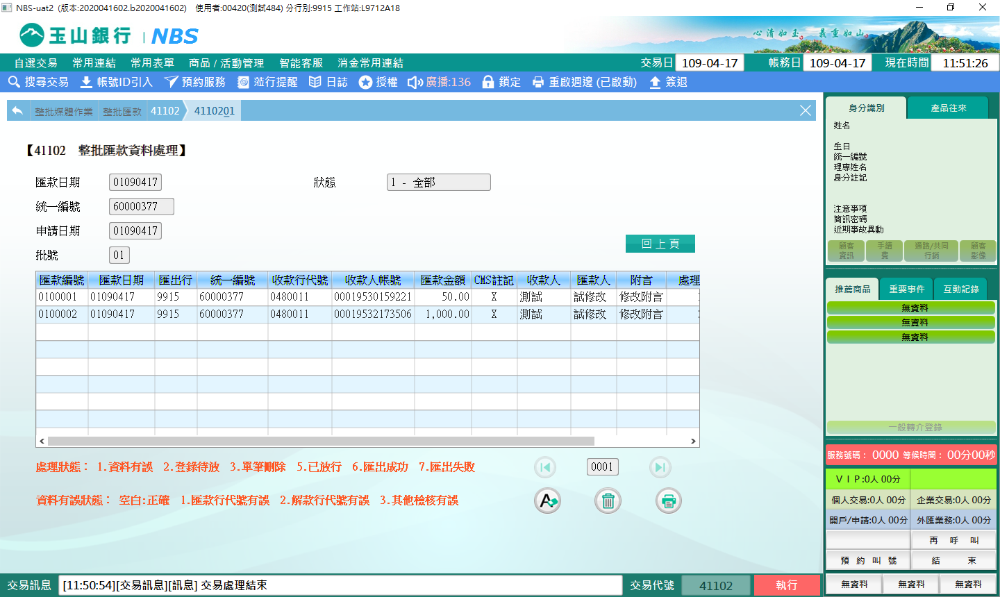 NBS-uat2 (版本:2020041602.b2020041602) 使用者:00420(測試484) 分行別:9915 工作站:L9712A18
玉山銀行 NBS
心清如玉。義重如山。
自選交易 常用連結 常用表單 商品 / 活動管理 智能客服 消金常用連結 交易日 109-04-17 帳務日 109-04-17 現在時間 11:51:26
搜尋交易 帳號ID引入 預約服務 蒞行提醒 日誌 授權 廣播:136 鎖定 重啟週邊 (已啟動) 簽退
整批媒體作業 整批匯款 41102 4110201
【41102 整批匯款資料處理】
匯款日期 01090417 狀態 1 - 全部
統一編號 60000377
申請日期 01090417
批號 01
回上頁
匯款編號 匯款日期 匯出行 統一編號 收款行代號 收款人帳號 匯款金額 CMS註記 收款人 匯款人 附言 處理
0100001 01090417 9915 60000377 0480011 00019530159221 50.00 X 測試 試修改 修改附言
0100002 01090417 9915 60000377 0480011 00019532173506 1,000.00 X 測試 試修改 修改附言
處理狀態： 1.資料有誤 2.登錄待放 3.單筆刪除 5.已放行 6.匯出成功 7.匯出失敗
0001
資料有誤狀態： 空白:正確 1.匯款行代號有誤 2.解款行代號有誤 3.其他檢核有誤
A
交易訊息 [11:50:54][交易訊息][訊息] 交易處理結束 交易代號 41102 執行
身分識別 產品往來
姓名
生日
統一編號
理專姓名
身分註記
注意事項
簡訊密碼
近期事故異動
顧客資訊 手續費 通路/共同行銷 顧客影像
推薦商品 重要事件 互動記錄
無資料
無資料
無資料
一般轉介登錄
服務號碼： 0000 等候時間： 00分00秒
ＶＩＰ:0人 00分
個人交易:0人 00分 企業交易:0人 00分
開戶/申請:0人 00分 外匯業務:0人 00分
再 呼 叫
預 約 叫 號 結 束
無資料 無資料 無資料